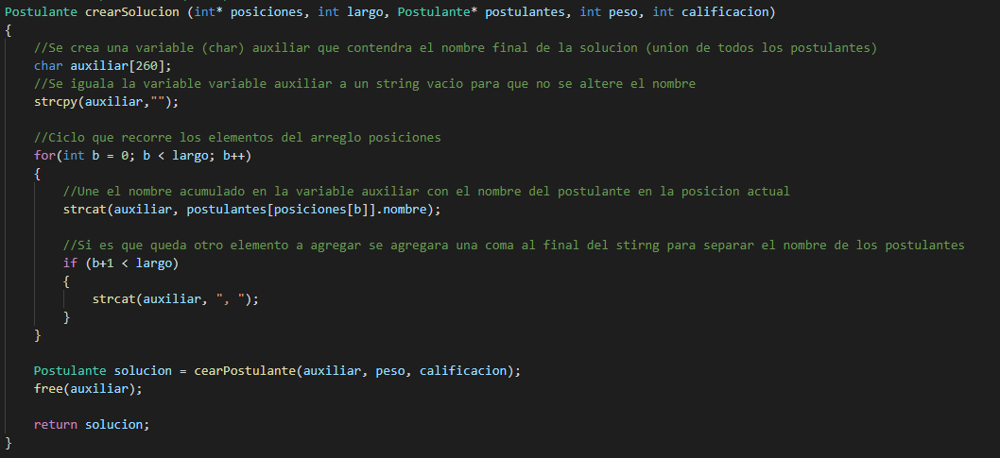 Postulante crearSolucion (int* posiciones, int largo, Postulante* postulantes, int peso, int calificacion)
{
//Se crea una variable (char) auxiliar que contendra el nombre final de la solucion (union de todos los postulantes)
char auxiliar[260];
//Se iguala la variable variable auxiliar a un string vacio para que no se altere el nombre
strcpy(auxiliar,"");
//Ciclo que recorre los elementos del arreglo posiciones
for(int b = 0; b < largo; b++)
{
//Une el nombre acumulado en la variable auxiliar con el nombre del postulante en la posicion actual
strcat(auxiliar, postulantes[posiciones[b]].nombre);
//Si es que queda otro elemento a agregar se agregara una coma al final del stirng para separar el nombre de los postulantes
if (b+1 < largo)
{
strcat(auxiliar, ", ");
}
}
Postulante solucion = cearPostulante(auxiliar, peso, calificacion);
free(auxiliar);
return solucion;
}